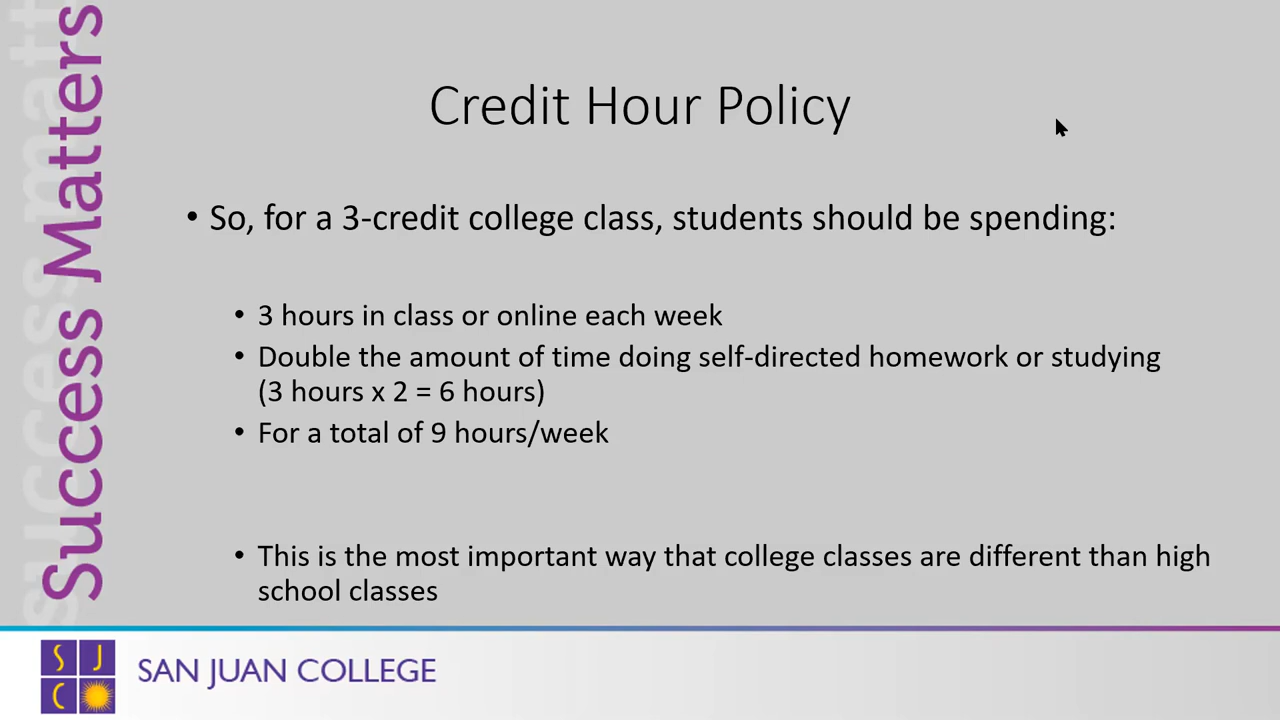 Success Matters
success matt
Credit Hour Policy
• So, for a 3-credit college class, students should be spending:
• 3 hours in class or online each week
• Double the amount of time doing self-directed homework or studying
(3 hours x 2 = 6 hours)
• For a total of 9 hours/week
• This is the most important way that college classes are different than high
school classes
S J
C
SAN JUAN COLLEGE